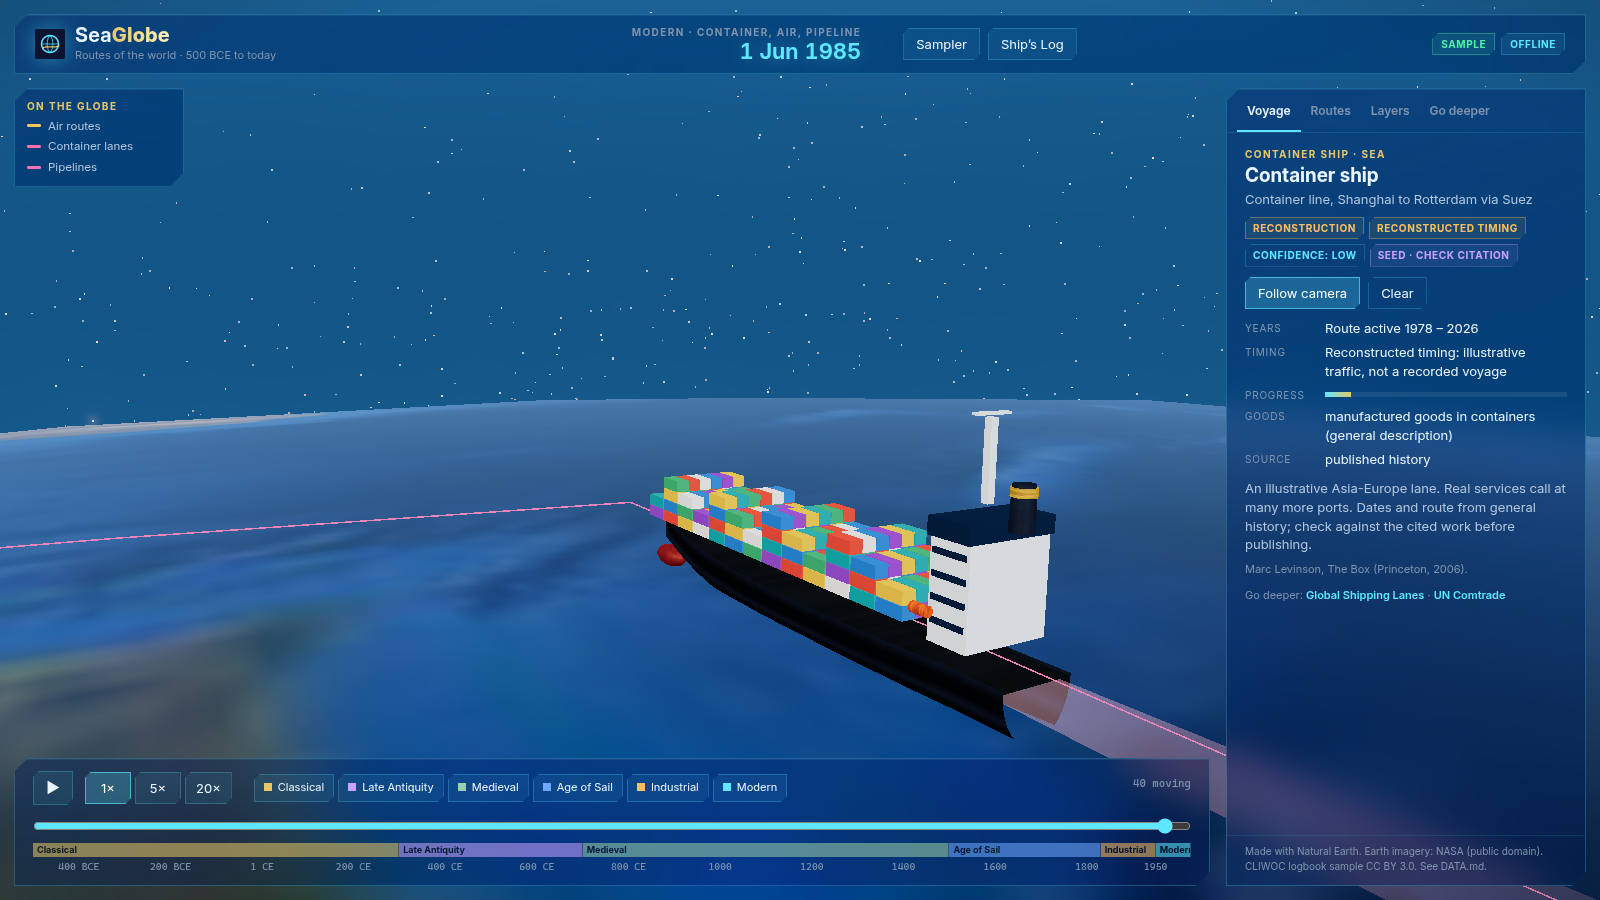 SeaGlobe
Routes of the world · 500 BCE to today
MODERN · CONTAINER, AIR, PIPELINE
1 Jun 1985
Sampler
Ship's Log
SAMPLE
OFFLINE
ON THE GLOBE
Air routes
Container lanes
Pipelines
Voyage
Routes
Layers
Go deeper
CONTAINER SHIP · SEA
Container ship
Container line, Shanghai to Rotterdam via Suez
RECONSTRUCTION
RECONSTRUCTED TIMING
CONFIDENCE: LOW
SEED · CHECK CITATION
Follow camera
Clear
YEARS Route active 1978 – 2026
TIMING Reconstructed timing: illustrative
traffic, not a recorded voyage
PROGRESS
GOODS manufactured goods in containers
(general description)
SOURCE published history
An illustrative Asia-Europe lane. Real services call at
many more ports. Dates and route from general
history; check against the cited work before
publishing.
Marc Levinson, The Box (Princeton, 2006).
Go deeper: Global Shipping Lanes · UN Comtrade
Made with Natural Earth. Earth imagery: NASA (public domain).
CLIWOC logbook sample CC BY 3.0. See DATA.md.
1×
5×
20×
Classical
Late Antiquity
Medieval
Age of Sail
Industrial
Modern
40 moving
Classical
Late Antiquity
Medieval
Age of Sail
Industrial
Modern
400 BCE
200 BCE
1 CE
200 CE
400 CE
600 CE
800 CE
1000
1200
1400
1600
1800
1950